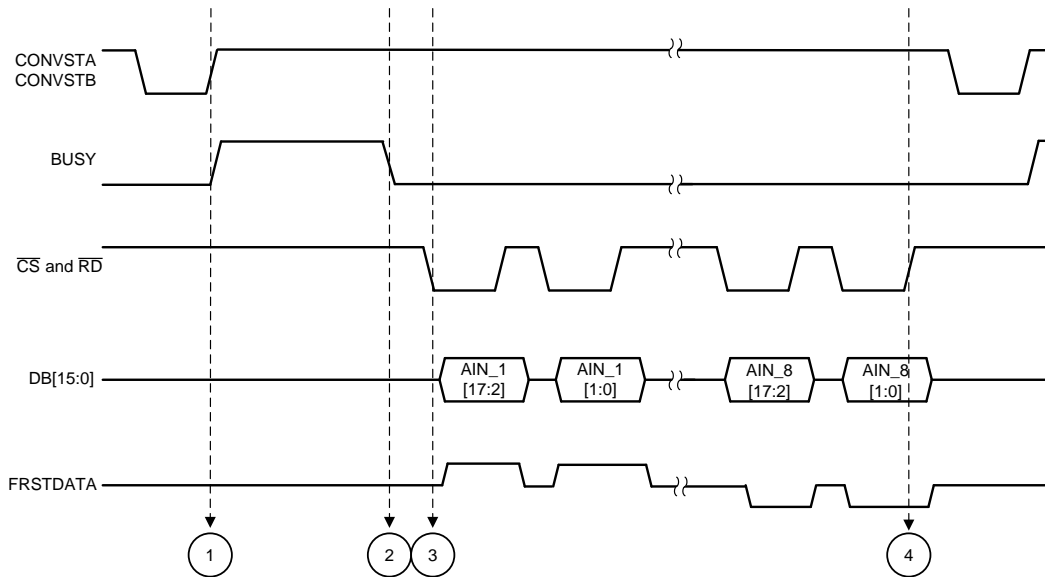 CONVSTA
CONVSTB
BUSY
CS and RD
DB[15:0]
AIN_1
[17:2]
AIN_1
[1:0]
AIN_8
[17:2]
AIN_8
[1:0]
FRSTDATA
1
2
3
4